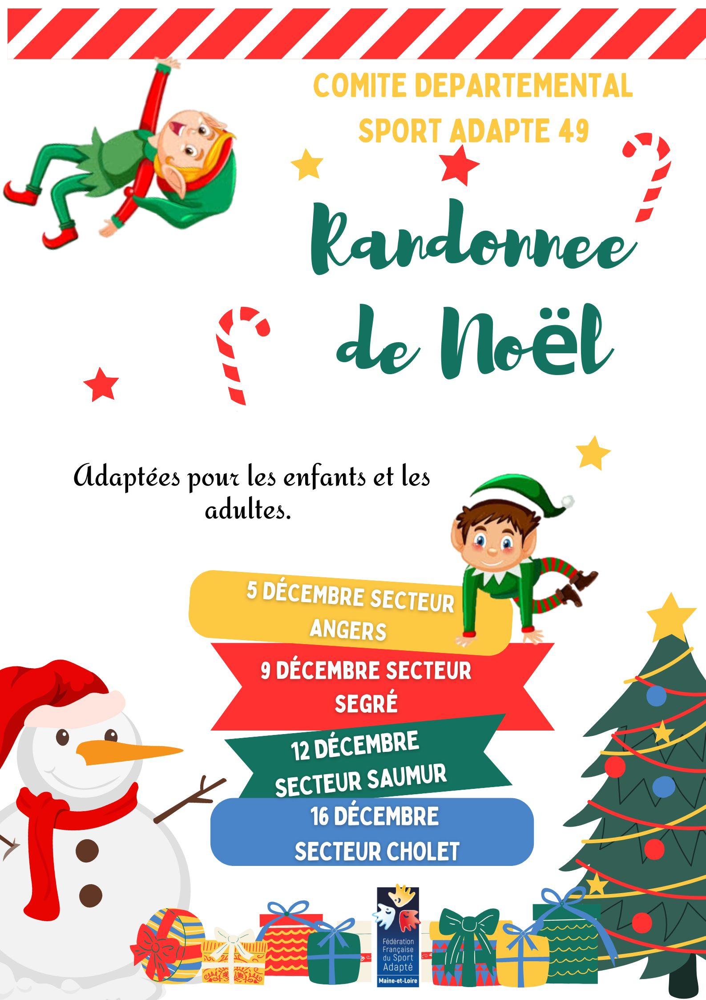 COMITE DEPARTEMENTAL
SPORT ADAPTE 49
Randonnee
de Noël
Adaptées pour les enfants et les
adultes.
5 DÉCEMBRE SECTEUR
ANGERS
9 DÉCEMBRE SECTEUR
SEGRÉ
12 DÉCEMBRE
SECTEUR SAUMUR
16 DÉCEMBRE
SECTEUR CHOLET
Fédération
Française
du Sport
Adapté
Maine-et-Loire